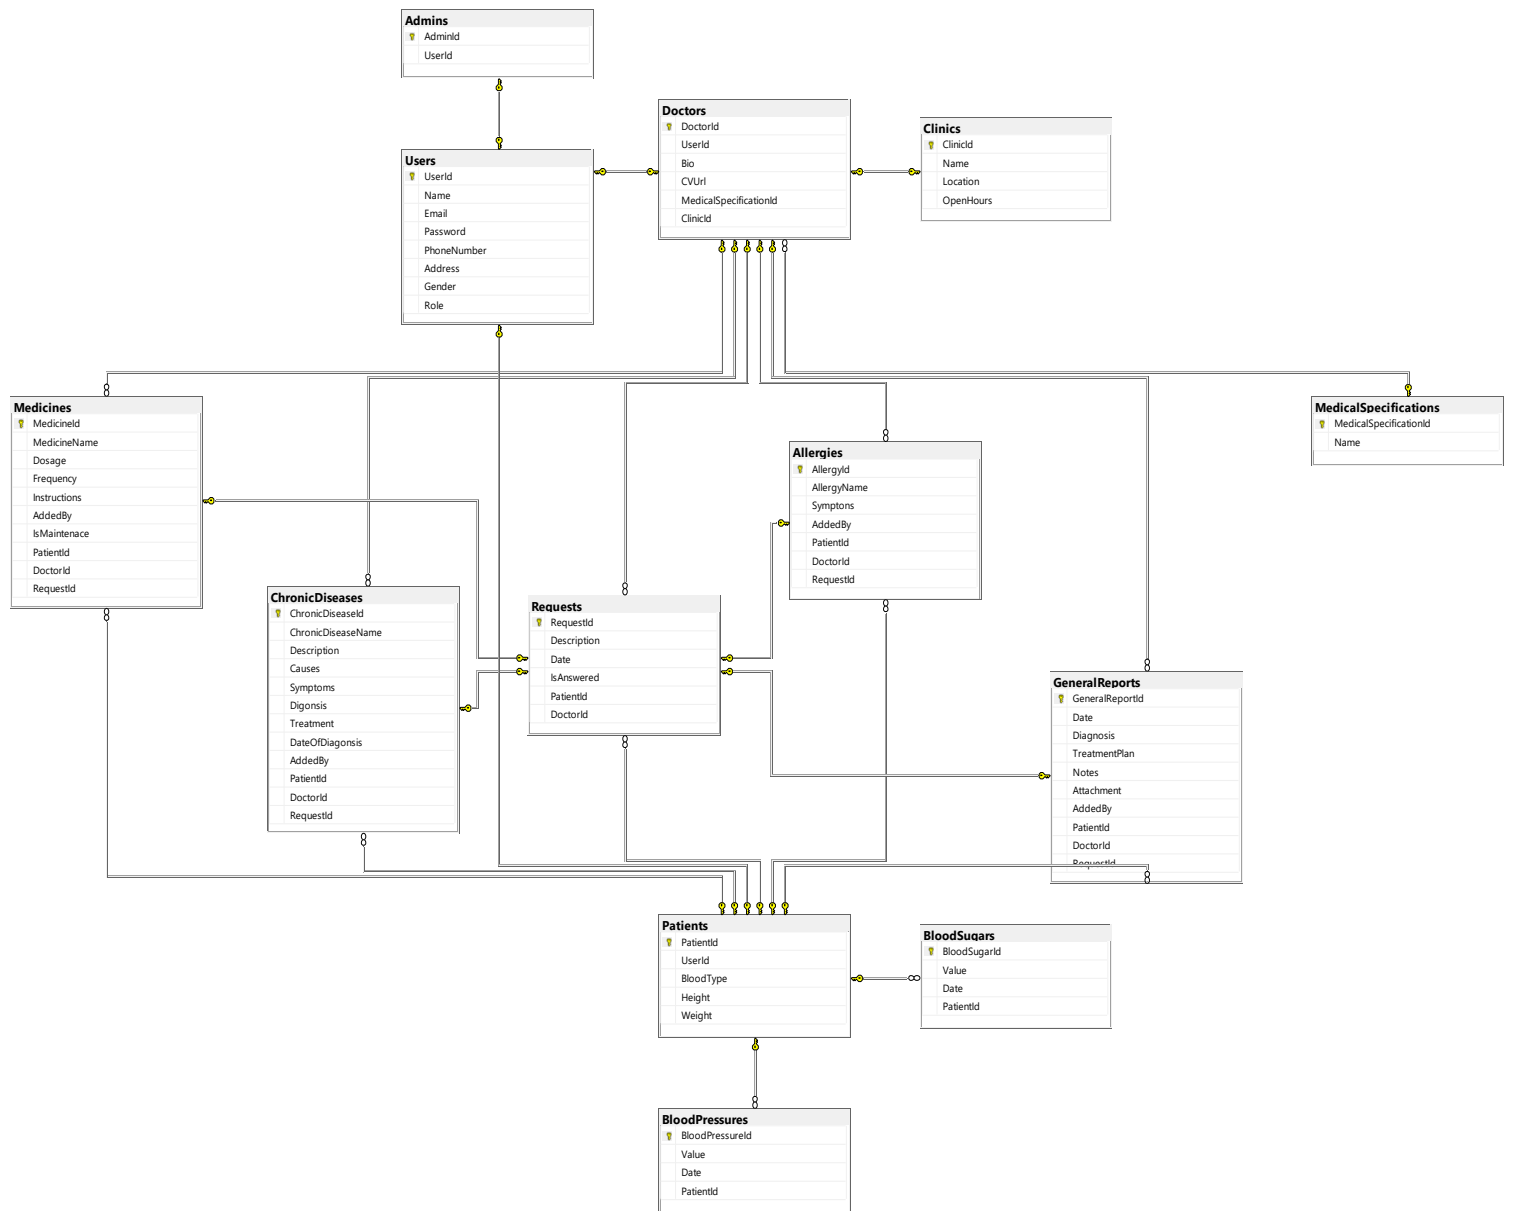 Admins
AdminId
UserId
Doctors
DoctorId
UserId
Bio
CVUrl
MedicalSpecificationId
ClinicId
Clinics
ClinicId
Name
Location
OpenHours
Users
UserId
Name
Email
Password
PhoneNumber
Address
Gender
Role
Medicines
MedicineId
MedicineName
Dosage
Frequency
Instructions
AddedBy
IsMaintenace
PatientId
DoctorId
RequestId
MedicalSpecifications
MedicalSpecificationId
Name
Allergies
AllergyId
AllergyName
Symptons
AddedBy
PatientId
DoctorId
RequestId
ChronicDiseases
ChronicDiseaseId
ChronicDiseaseName
Description
Causes
Symptoms
Digonsis
Treatment
DateOfDiagonsis
AddedBy
PatientId
DoctorId
RequestId
Requests
RequestId
Description
Date
IsAnswered
PatientId
DoctorId
GeneralReports
GeneralReportId
Date
Diagnosis
TreatmentPlan
Notes
Attachment
AddedBy
PatientId
DoctorId
RequestId
Patients
PatientId
UserId
BloodType
Height
Weight
BloodSugars
BloodSugarId
Value
Date
PatientId
BloodPressures
BloodPressureId
Value
Date
PatientId